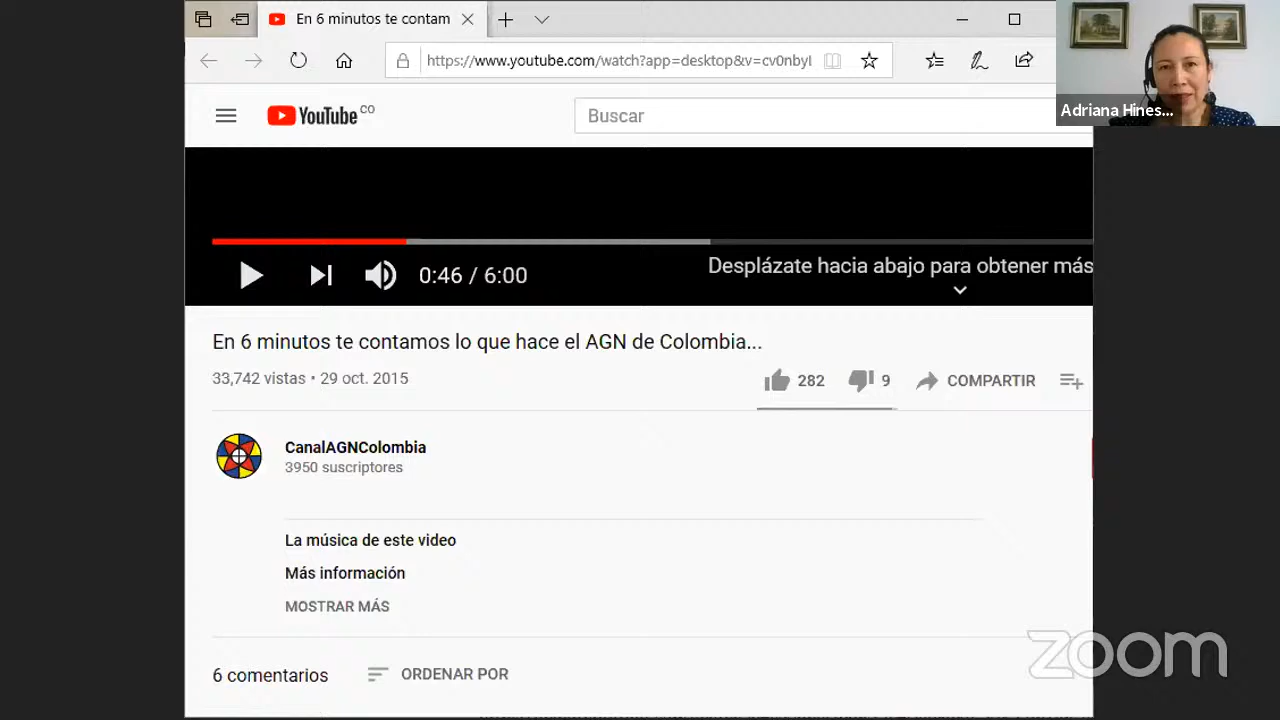 En 6 minutos te contam
https://www.youtube.com/watch?app=desktop&v=cv0nbyI
Adriana Hines...
YouTube CO
Buscar
0:46 / 6:00
Desplázate hacia abajo para obtener más
En 6 minutos te contamos lo que hace el AGN de Colombia...
33,742 vistas • 29 oct. 2015
282
9
COMPARTIR
CanalAGNColombia
3950 suscriptores
La música de este video
Más información
MOSTRAR MÁS
6 comentarios
ORDENAR POR
zoom